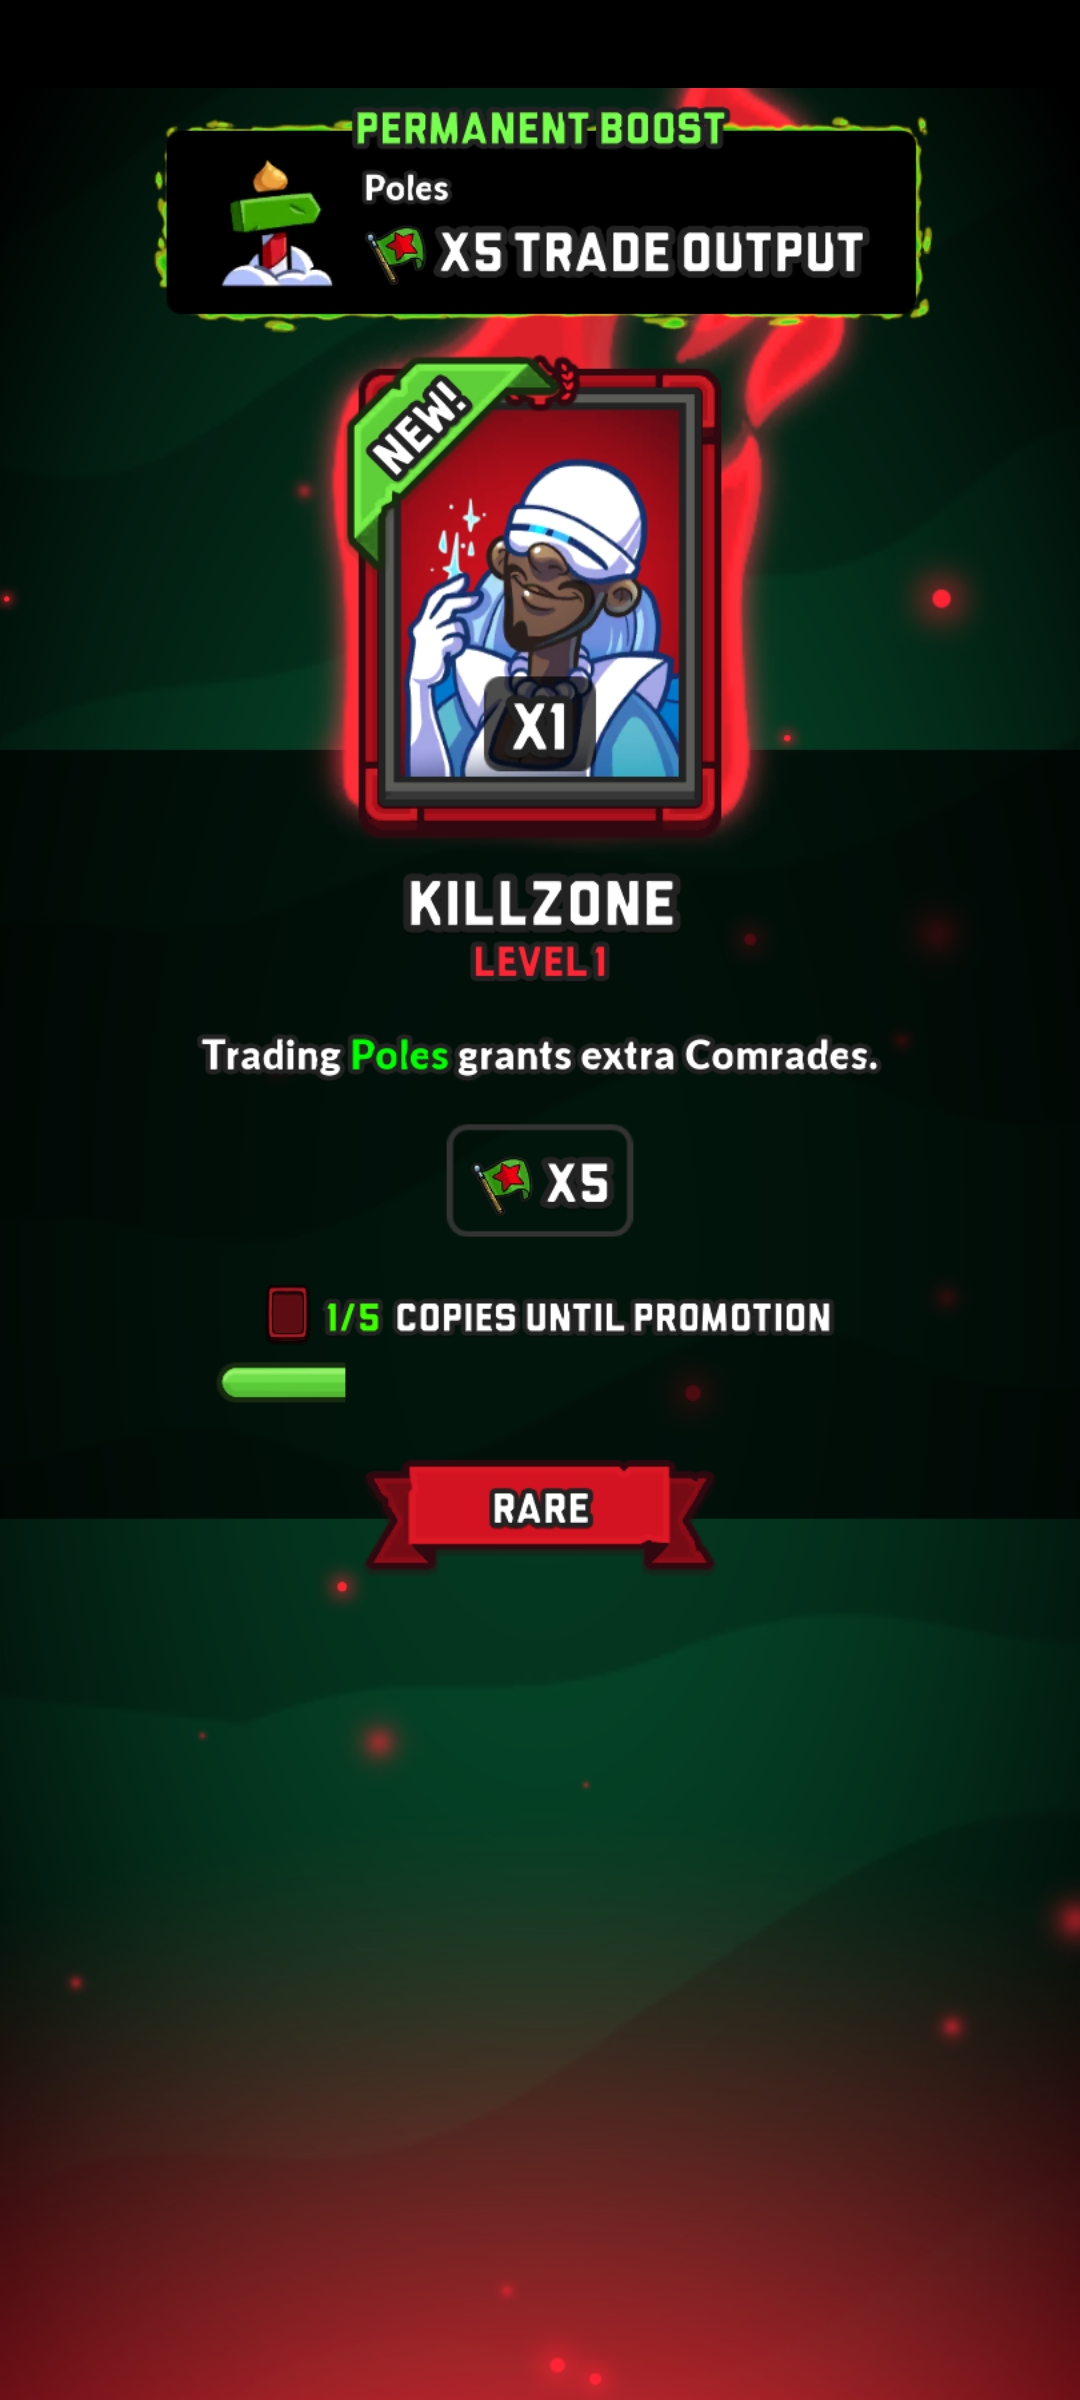 PERMANENT BOOST
Poles
X5 TRADE OUTPUT
NEW!
X1
KILLZONE
LEVEL 1
Trading Poles grants extra Comrades.
X5
1/5 COPIES UNTIL PROMOTION
RARE